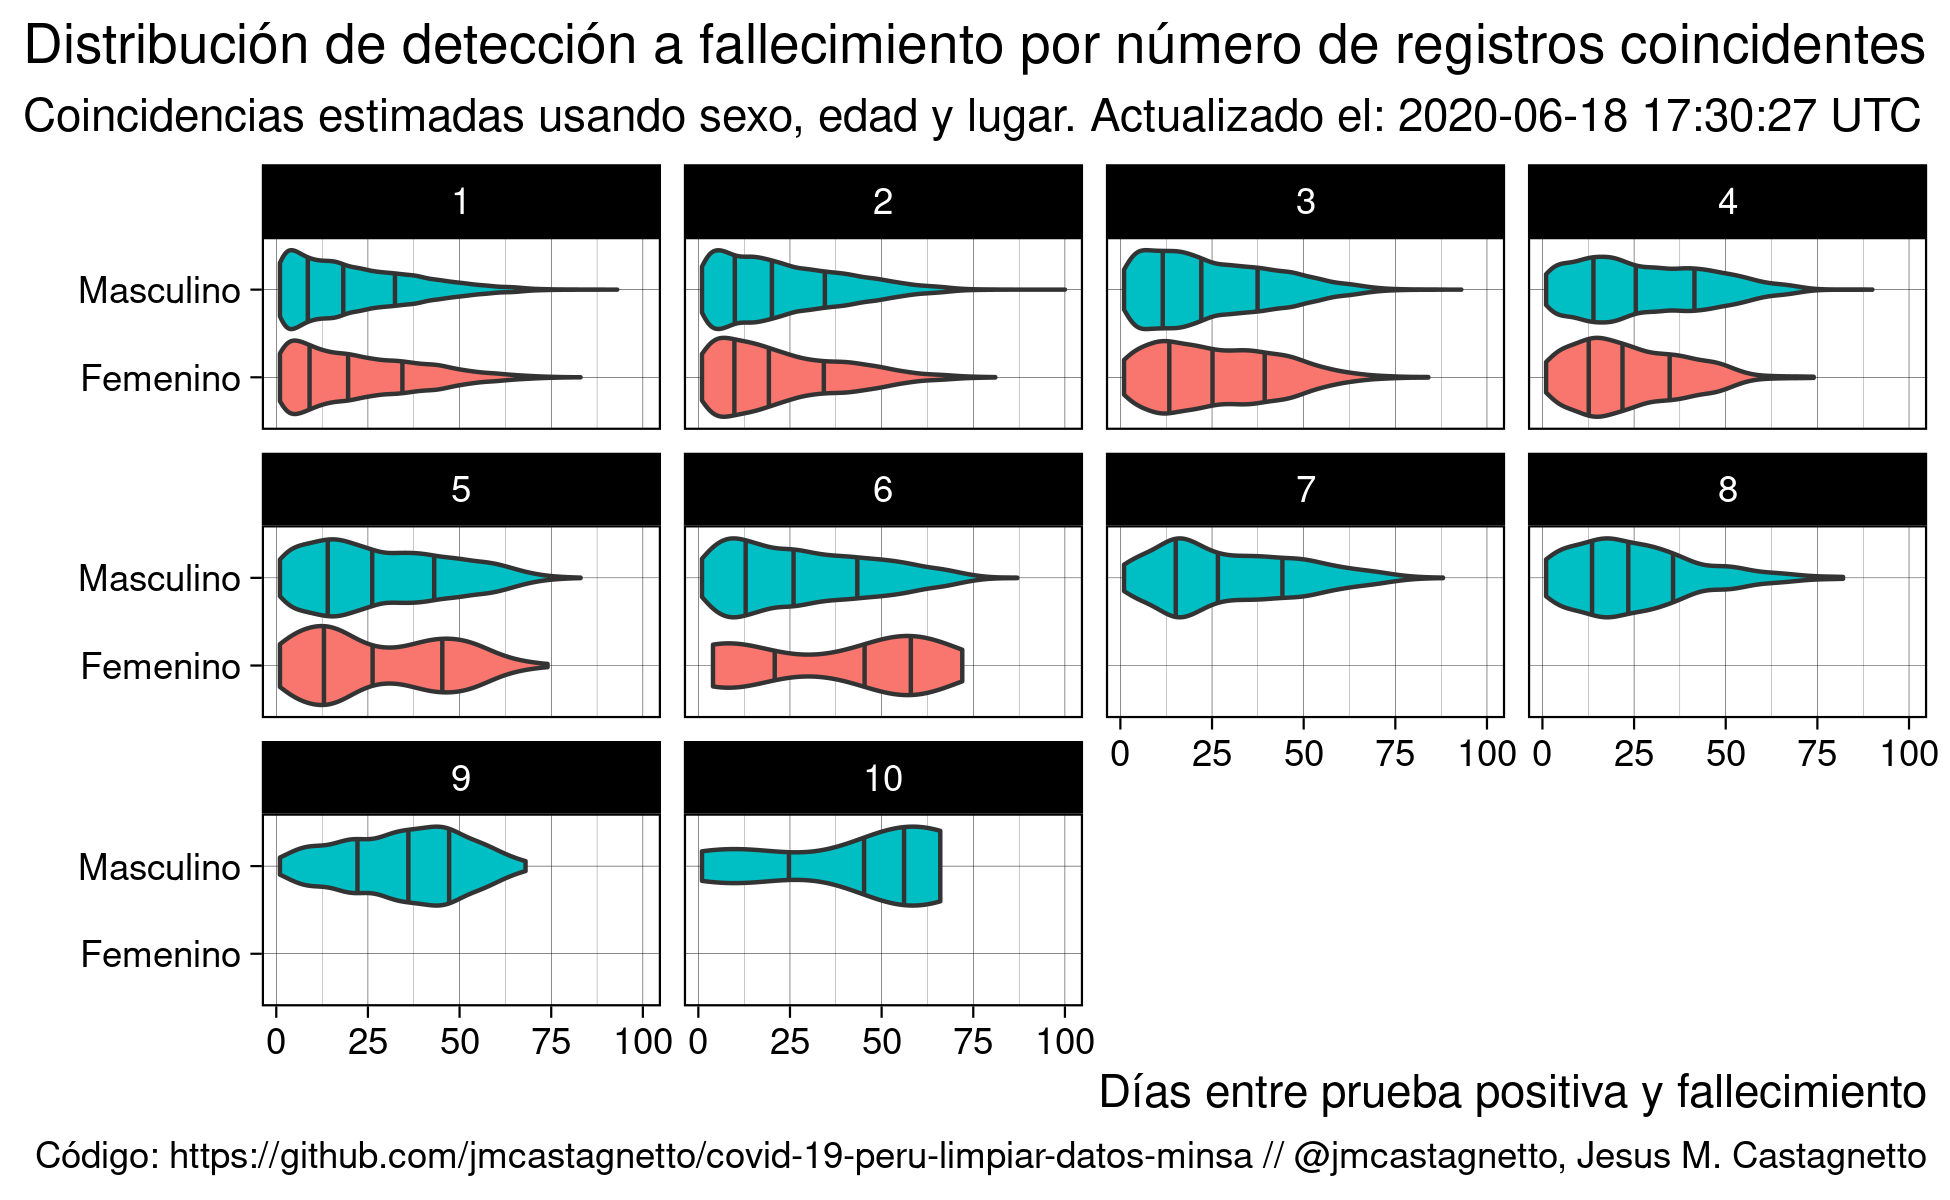 Distribución de detección a fallecimiento por número de registros coincidentes
Coincidencias estimadas usando sexo, edad y lugar. Actualizado el: 2020-06-18 17:30:27 UTC
1 2 3 4
Masculino
Femenino
5 6 7 8
Masculino
Femenino
0 25 50 75 100 0 25 50 75 100
9 10
Masculino
Femenino
0 25 50 75 100 0 25 50 75 100
Días entre prueba positiva y fallecimiento
Código: https://github.com/jmcastagnetto/covid-19-peru-limpiar-datos-minsa // @jmcastagnetto, Jesus M. Castagnetto